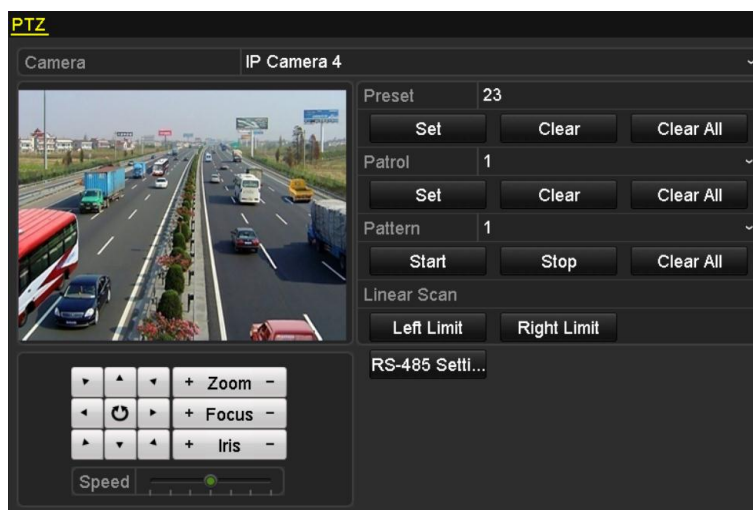 PTZ
Camera IP Camera 4
Preset 23
Set Clear Clear All
Patrol 1
Set Clear Clear All
Pattern 1
Start Stop Clear All
Linear Scan
Left Limit Right Limit
RS-485 Setti...
+ Zoom -
+ Focus -
+ Iris -
Speed